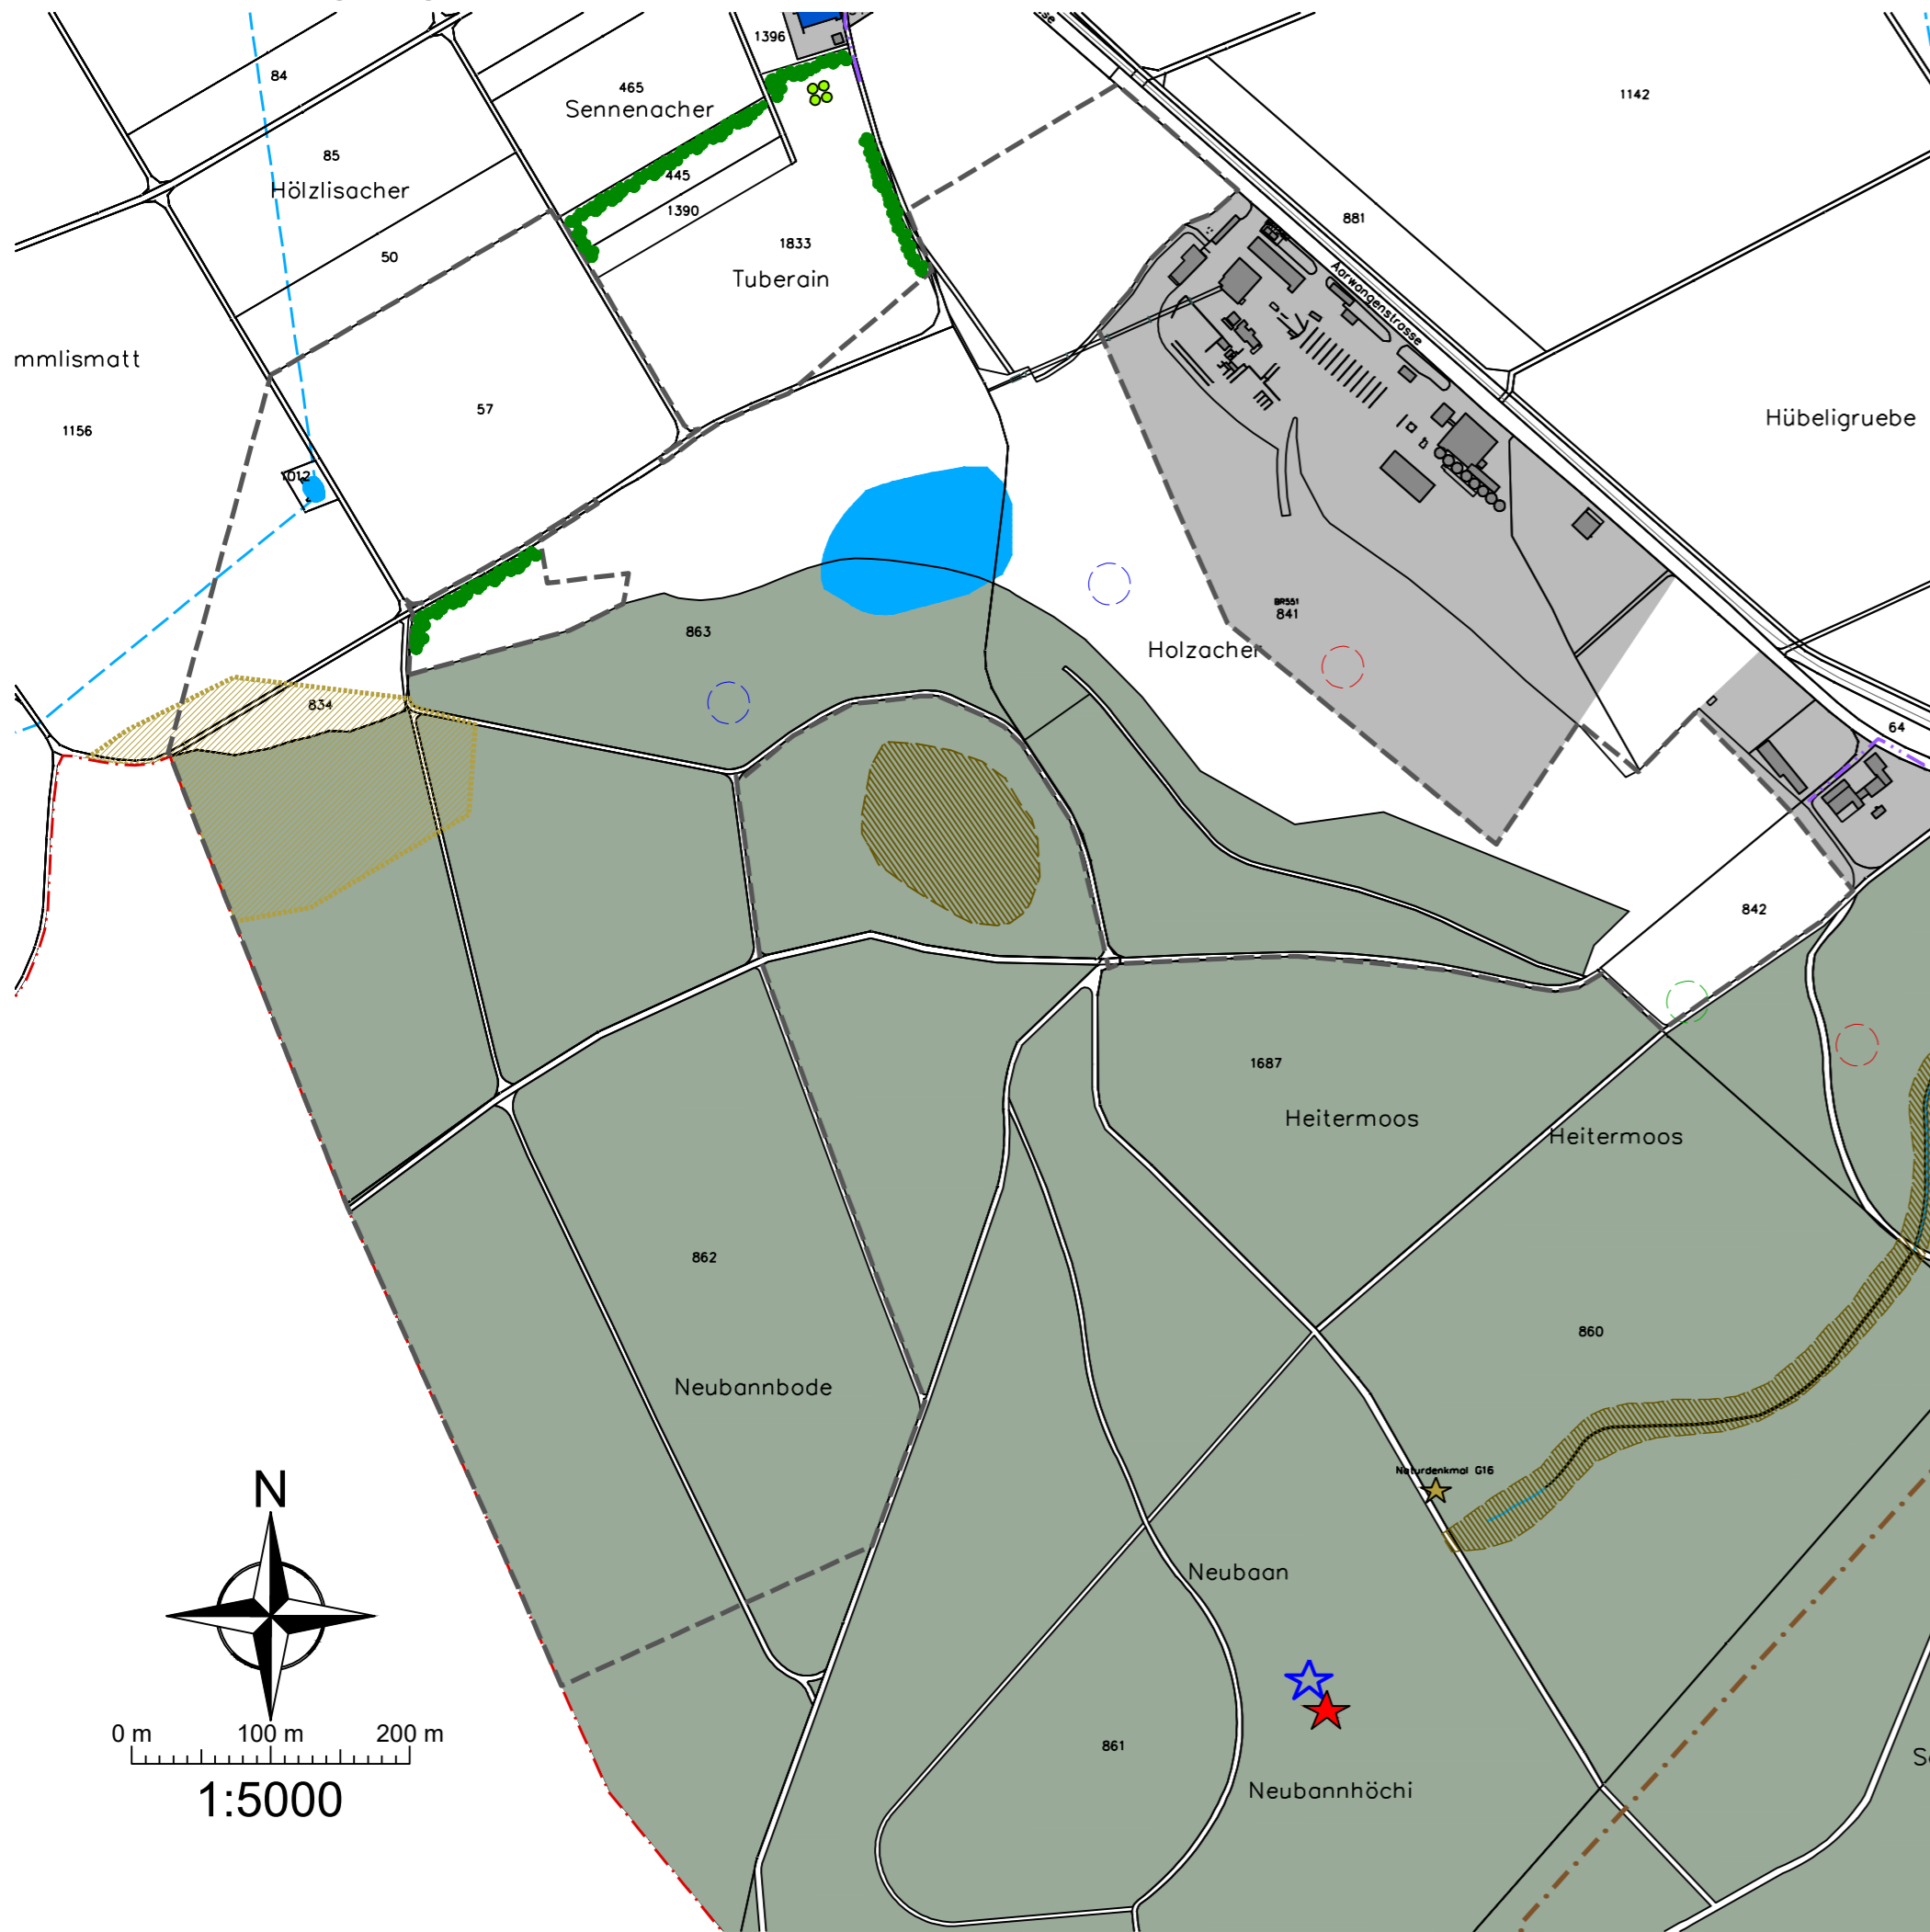 1396
84
465
Sennenacher
1142
85
Hölzlisacher
445
1390
881
50
1833
Tuberain
Aarwangenstrasse
mmlismatt
57
Hübeligruebe
1156
1012
BR551
841
863
Holzacher
834
64
842
1687
Heitermoos
Heitermoos
862
860
Neubannbode
Naturdenkmal G16
N
Neubaan
0 m 100 m 200 m
861
1:5000
Neubannhöchi